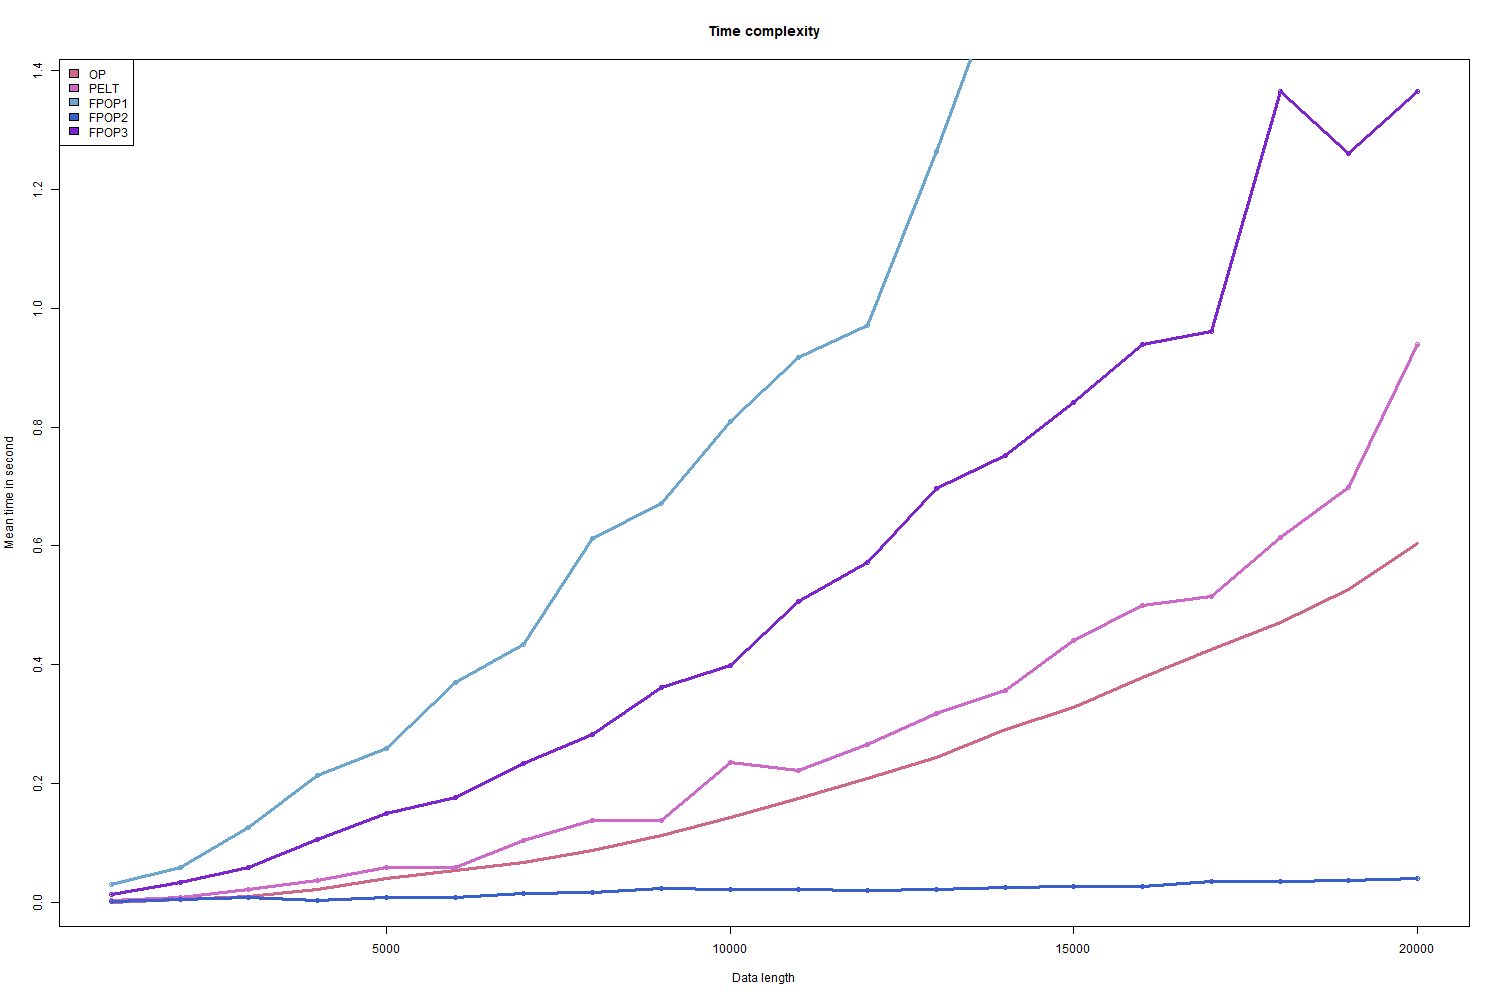 Time complexity
OP
PELT
FPOP1
FPOP2
FPOP3
Mean time in second
1.4
1.2
1.0
0.8
0.6
0.4
0.2
0.0
5000 10000 15000 20000
Data length